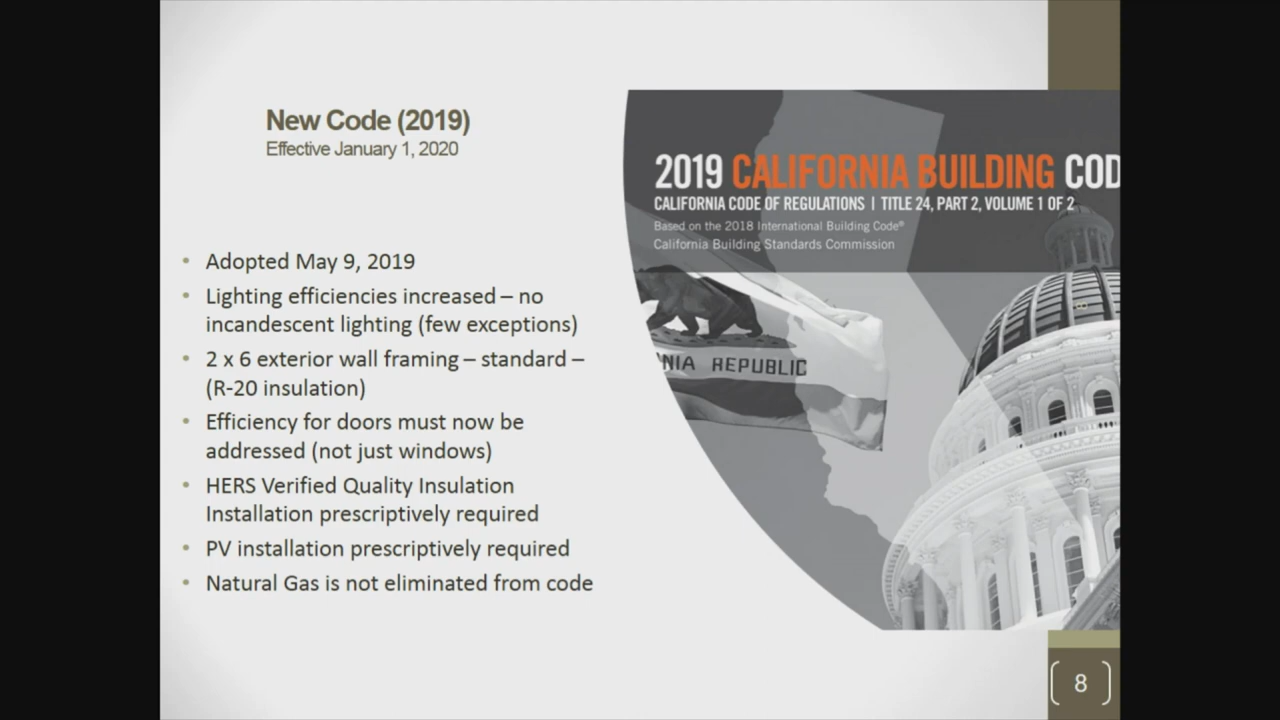 New Code (2019)
Effective January 1, 2020
• Adopted May 9, 2019
• Lighting efficiencies increased – no
incandescent lighting (few exceptions)
• 2 x 6 exterior wall framing – standard –
(R-20 insulation)
• Efficiency for doors must now be
addressed (not just windows)
• HERS Verified Quality Insulation
Installation prescriptively required
• PV installation prescriptively required
• Natural Gas is not eliminated from code
2019 CALIFORNIA BUILDING COD
CALIFORNIA CODE OF REGULATIONS | TITLE 24, PART 2, VOLUME 1 OF 2
Based on the 2018 International Building Code®
California Building Standards Commission
NIA REPUBLIC
8